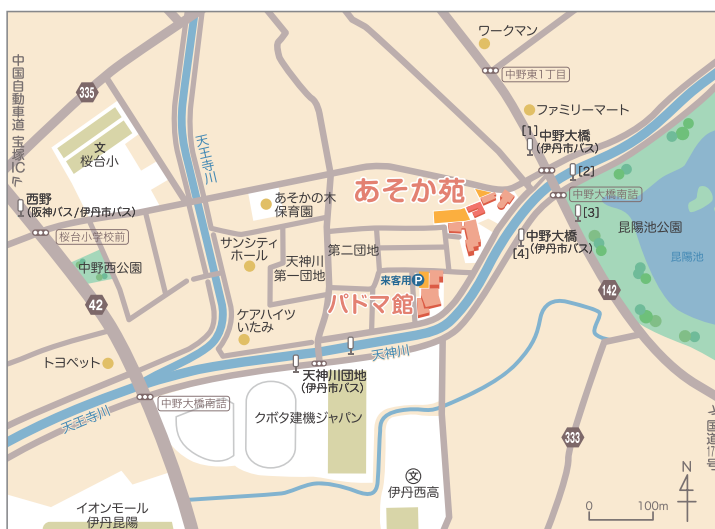 ワークマン
中野東1丁目
ファミリーマート
中国自動車道 宝塚IC
335
文
桜台小
天王寺川
[1]
中野大橋
(伊丹市バス)
[2]
中野大橋南詰
[3]
昆陽池公園
昆陽池
西野
(阪神バス/伊丹市バス)
桜台小学校前
中野西公園
あそかの木
保育園
あそか苑
サンシティ
ホール
天神川
第一団地
第二団地
中野大橋
[4](伊丹市バス)
来客用P
パドマ館
42
142
ケアハイツ
いたみ
トヨペット
天神川
天神川団地
(伊丹市バス)
中野大橋南詰
天王寺川
クボタ建機ジャパン
333
文
伊丹西高
イオンモール
伊丹昆陽
N
0 100m